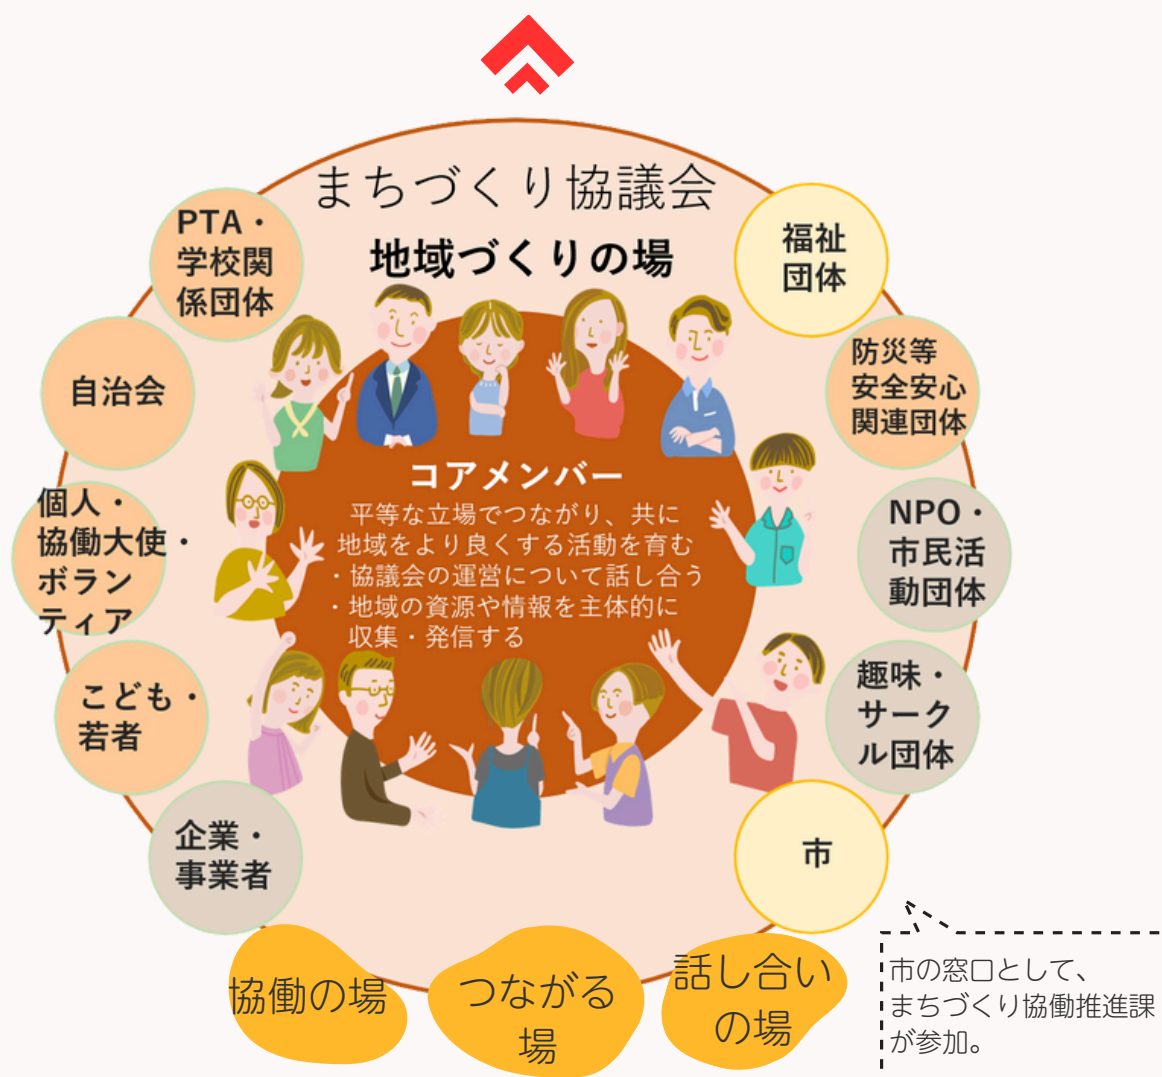 まちづくり協議会
地域づくりの場
PTA・
学校関
係団体
福祉
団体
自治会
防災等
安全安心
関連団体
コアメンバー
平等な立場でつながり、共に
地域をより良くする活動を育む
・協議会の運営について話し合う
・地域の資源や情報を主体的に
収集・発信する
個人・
協働大使・
ボラン
ティア
NPO・
市民活
動団体
こども・
若者
趣味・
サーク
ル団体
企業・
事業者
市
協働の場
つながる
場
話し合い
の場
市の窓口として、
まちづくり協働推進課
が参加。